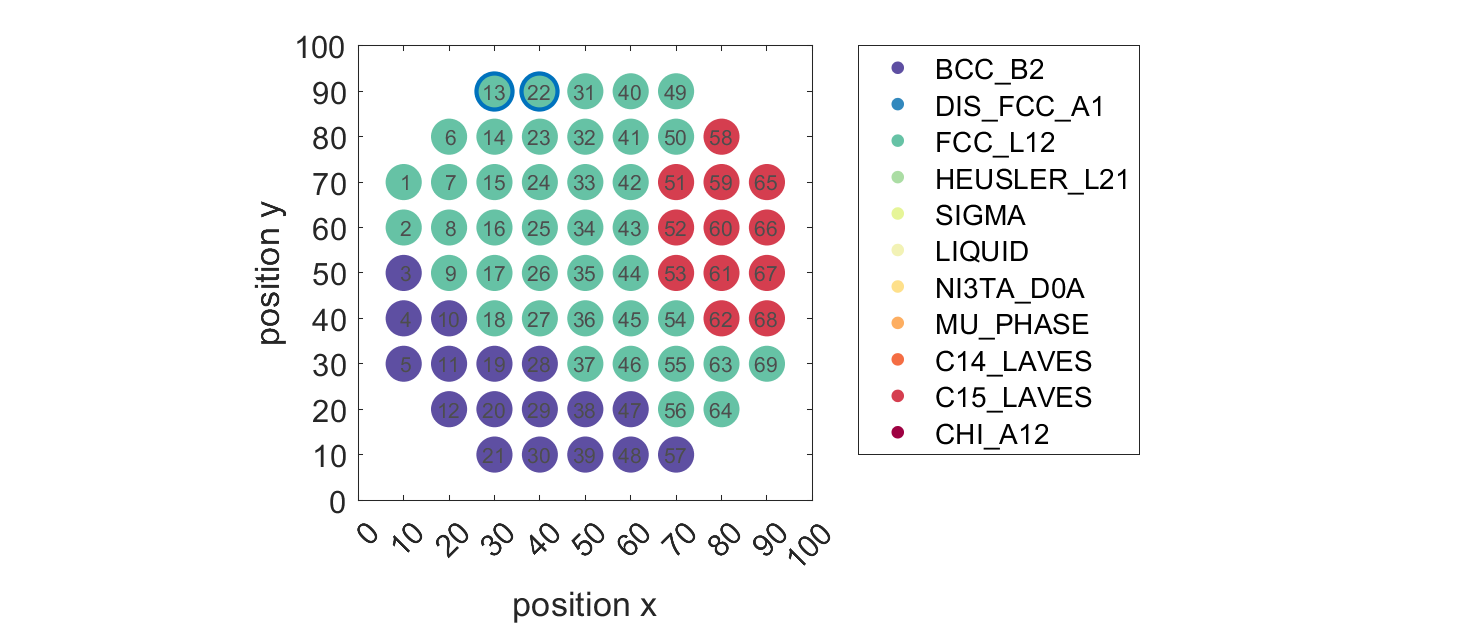 100
90
80
70
60
50
40
30
20
10
0
position y
13 22 31 40 49
6 14 23 32 41 50 58
1 7 15 24 33 42 51 59 65
2 8 16 25 34 43 52 60 66
3 9 17 26 35 44 53 61 67
4 10 18 27 36 45 54 62 68
5 11 19 28 37 46 55 63 69
12 20 29 38 47 56 64
21 30 39 48 57
0 10 20 30 40 50 60 70 80 90 100
position x
BCC_B2
DIS_FCC_A1
FCC_L12
HEUSLER_L21
SIGMA
LIQUID
NI3TA_D0A
MU_PHASE
C14_LAVES
C15_LAVES
CHI_A12